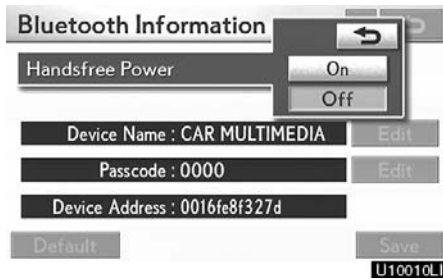 Bluetooth Information
Handsfree Power
On
Off
Device Name : CAR MULTIMEDIA Edit
Passcode : 0000 Edit
Device Address : 0016fe8f327d
Default Save
U10010LI